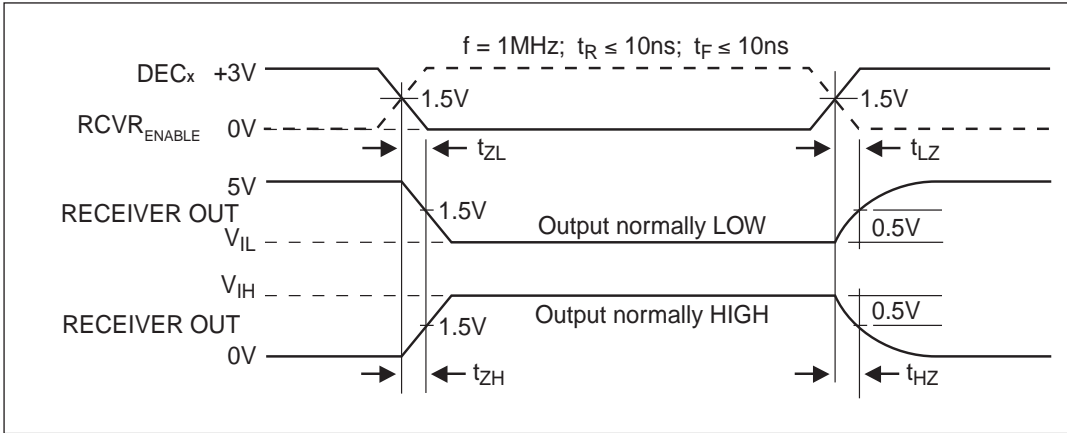 f = 1MHz; tR ≤ 10ns; tF ≤ 10ns
DECx +3V
1.5V
1.5V
RCVRENABLE 0V
tZL
tLZ
5V
RECEIVER OUT
1.5V
Output normally LOW
0.5V
VIL
VIH
RECEIVER OUT
1.5V
Output normally HIGH
0.5V
0V
tZH
tHZ